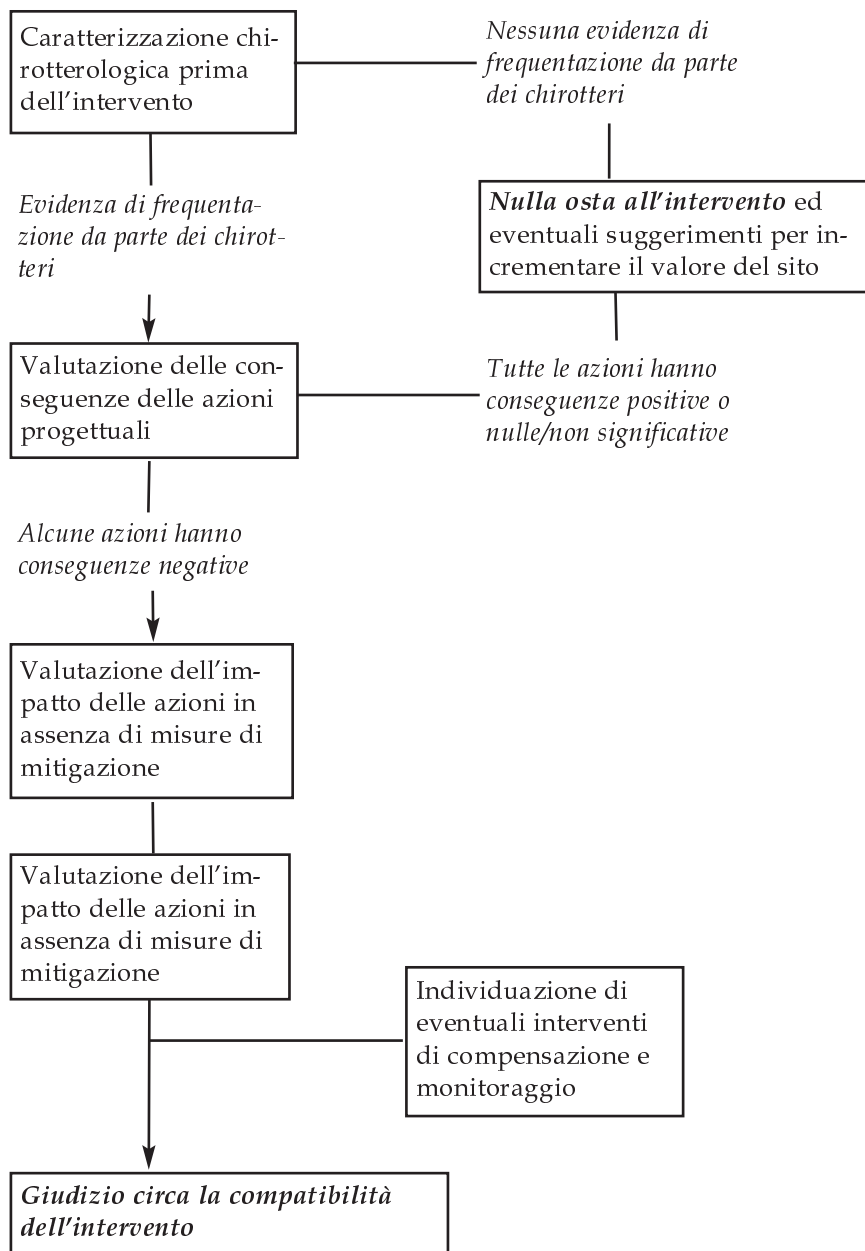 Caratterizzazione chi-
rotterologica prima
dell'intervento
Nessuna evidenza di
frequentazione da parte
dei chirotteri
Evidenza di frequenta-
zione da parte dei chirot-
teri
Nulla osta all'intervento ed
eventuali suggerimenti per in-
crementare il valore del sito
Valutazione delle con-
seguenze delle azioni
progettuali
Tutte le azioni hanno
conseguenze positive o
nulle/non significative
Alcune azioni hanno
conseguenze negative
Valutazione dell'im-
patto delle azioni in
assenza di misure di
mitigazione
Valutazione dell'im-
patto delle azioni in
assenza di misure di
mitigazione
Individuazione di
eventuali interventi
di compensazione e
monitoraggio
Giudizio circa la compatibilità
dell'intervento